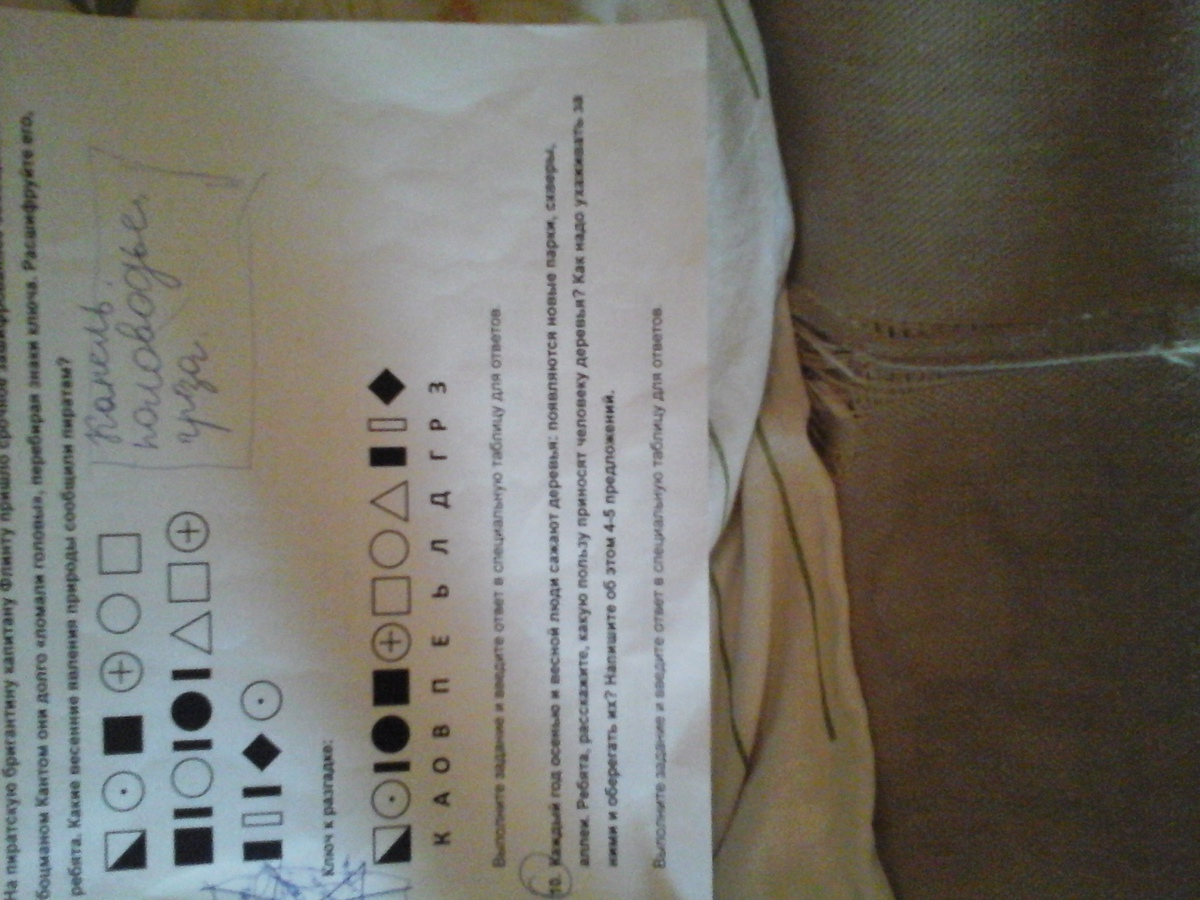 На пиратскую бригантину капитану Флинту пришло срочное
боцманом Кантом они долго «ломали головы», перебирая знаки ключа. Расшифруйте его,
ребята. Какие весенние явления природы сообщили пиратам?
Капель,
половодье,
гроза
Ключ к разгадке:
К А О В П Е Ь Л Д Г Р З
Выполните задание и введите ответ в специальную таблицу для ответов.
10. Каждый год осенью и весной люди сажают деревья: появляются новые парки, скверы,
аллеи. Ребята, расскажите, какую пользу приносят человеку деревья? Как надо ухаживать за
ними и оберегать их? Напишите об этом 4-5 предложений.
Выполните задание и введите ответ в специальную таблицу для ответов.